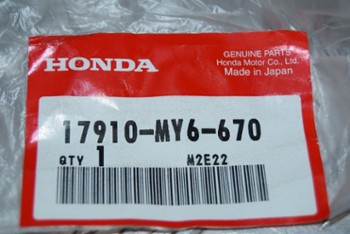 GENUINE PARTS
Honda Motor Co., Ltd.
Made in Japan
HONDA
17910-MY6-670
QTY 1 M2E22